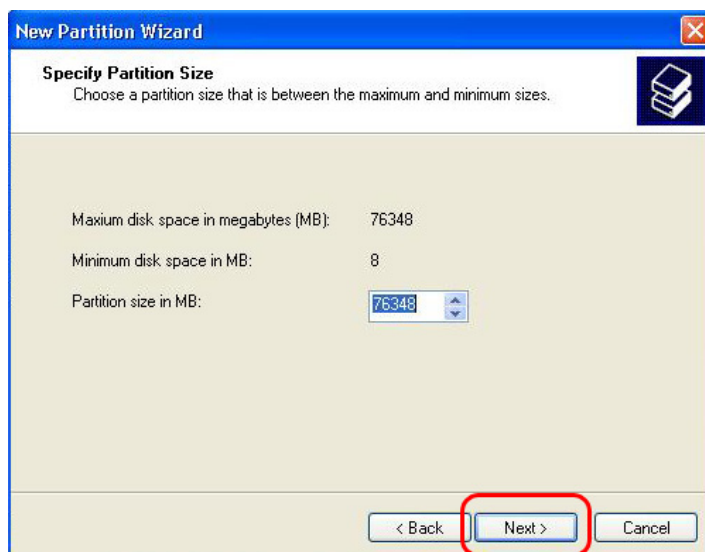 New Partition Wizard
Specify Partition Size
Choose a partition size that is between the maximum and minimum sizes.
Maxium disk space in megabytes (MB): 76348
Minimum disk space in MB: 8
Partition size in MB: 76348
< Back Next > Cancel